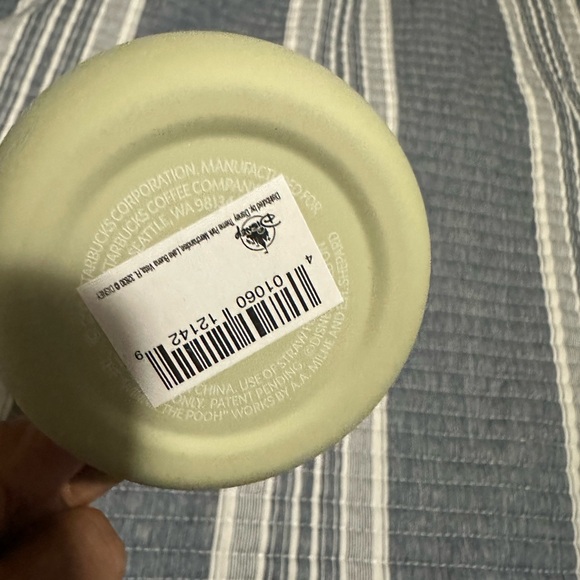 STARBUCKS CORPORATION. MANUFACTURED FOR
STARBUCKS COFFEE COMPANY
SEATTLE, WA 98134
CHINA. USE OF STRAW
ONLY. PATENT PENDING. ©DISNEY
THE POOH" WORKS BY A.A. MILNE AND
SHEPARD
Disney
Distributed by: Disney Theme Park Merchandise, Lake Buena Vista, FL 32830 © DISNEY
4 01060 12142 9